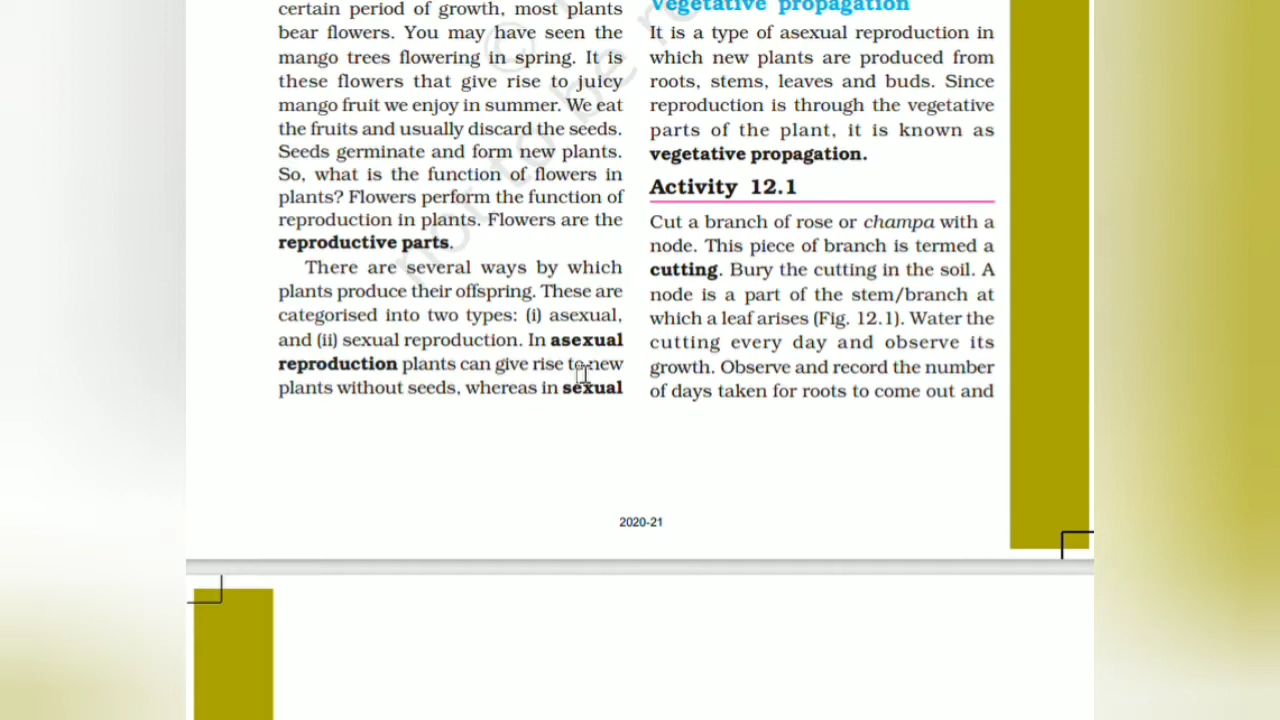 certain period of growth, most plants
bear flowers. You may have seen the
mango trees flowering in spring. It is
these flowers that give rise to juicy
mango fruit we enjoy in summer. We eat
the fruits and usually discard the seeds.
Seeds germinate and form new plants.
So, what is the function of flowers in
plants? Flowers perform the function of
reproduction in plants. Flowers are the
reproductive parts.
There are several ways by which
plants produce their offspring. These are
categorised into two types: (i) asexual,
and (ii) sexual reproduction. In asexual
reproduction plants can give rise to new
plants without seeds, whereas in sexual
Vegetative propagation
It is a type of asexual reproduction in
which new plants are produced from
roots, stems, leaves and buds. Since
reproduction is through the vegetative
parts of the plant, it is known as
vegetative propagation.
Activity 12.1
Cut a branch of rose or champa with a
node. This piece of branch is termed a
cutting. Bury the cutting in the soil. A
node is a part of the stem/branch at
which a leaf arises (Fig. 12.1). Water the
cutting every day and observe its
growth. Observe and record the number
of days taken for roots to come out and
2020-21
©
not to be